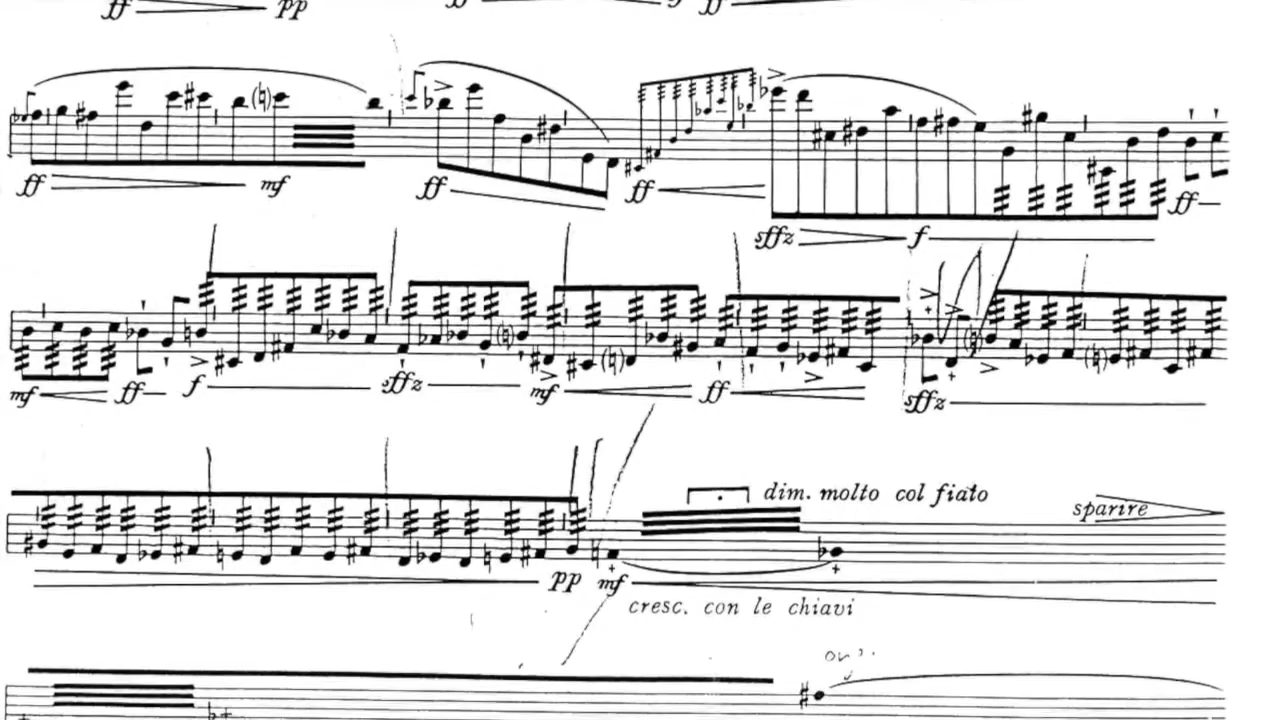 ff pp ff ff
ff mf ff ff ff
sffz f
mf ff f sffz mf ff sffz
dim. molto col fiato
sparire
pp mf
cresc. con le chiavi